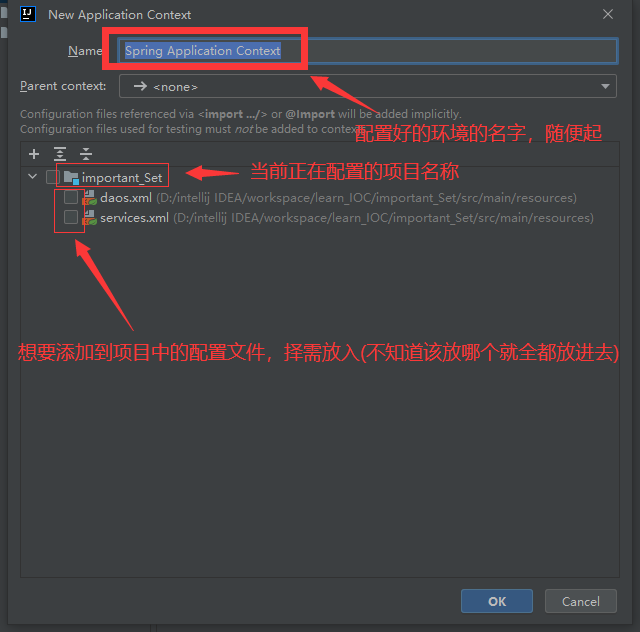 New Application Context
Name
Spring Application Context
Parent context:
<none>
Configuration files referenced via <import .../> or @Import will be added implicitly.
Configuration files used for testing must not be added to context
配置好的环境的名字，随便起
important_Set
当前正在配置的项目名称
daos.xml (D:/intellij IDEA/workspace/learn_IOC/important_Set/src/main/resources)
services.xml (D:/intellij IDEA/workspace/learn_IOC/important_Set/src/main/resources)
想要添加到项目中的配置文件，择需放入(不知道该放哪个就全都放进去)
OK
Cancel